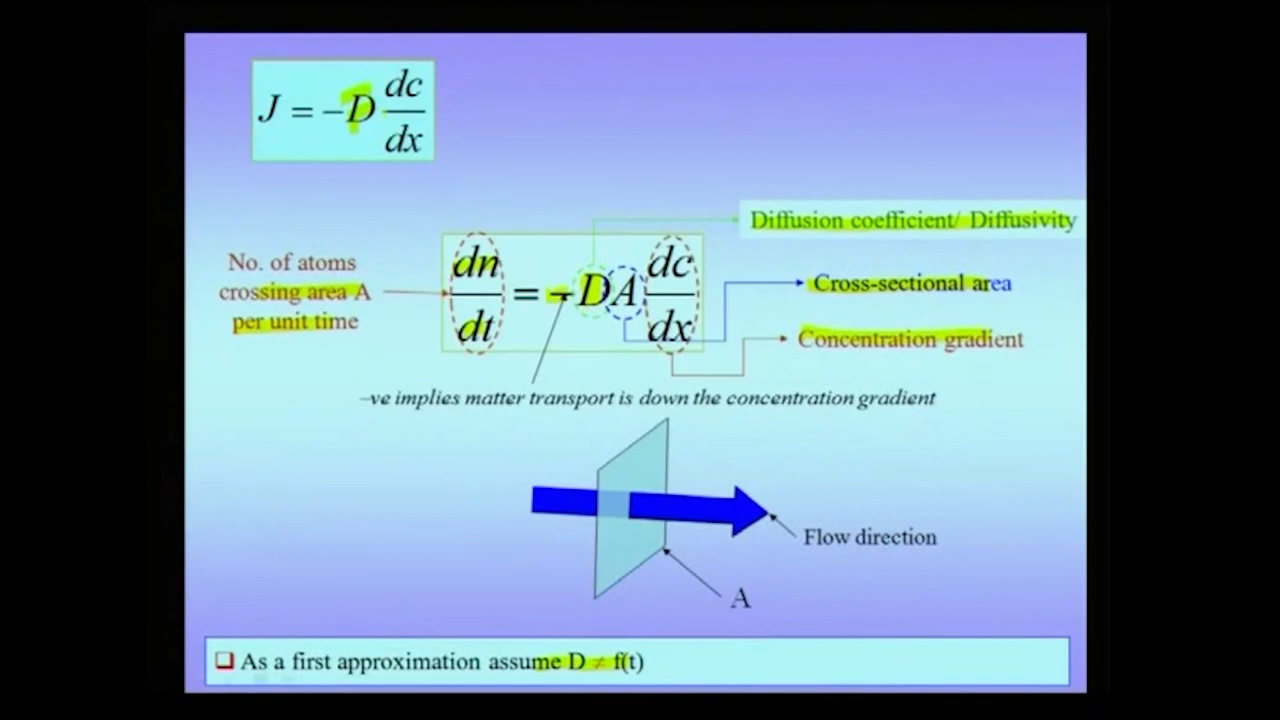 J = −D dc/dx
Diffusion coefficient/ Diffusivity
No. of atoms
crossing area A
per unit time
dn/dt = −DA dc/dx
Cross-sectional area
Concentration gradient
–ve implies matter transport is down the concentration gradient
Flow direction
A
❑ As a first approximation assume D ≠ f(t)